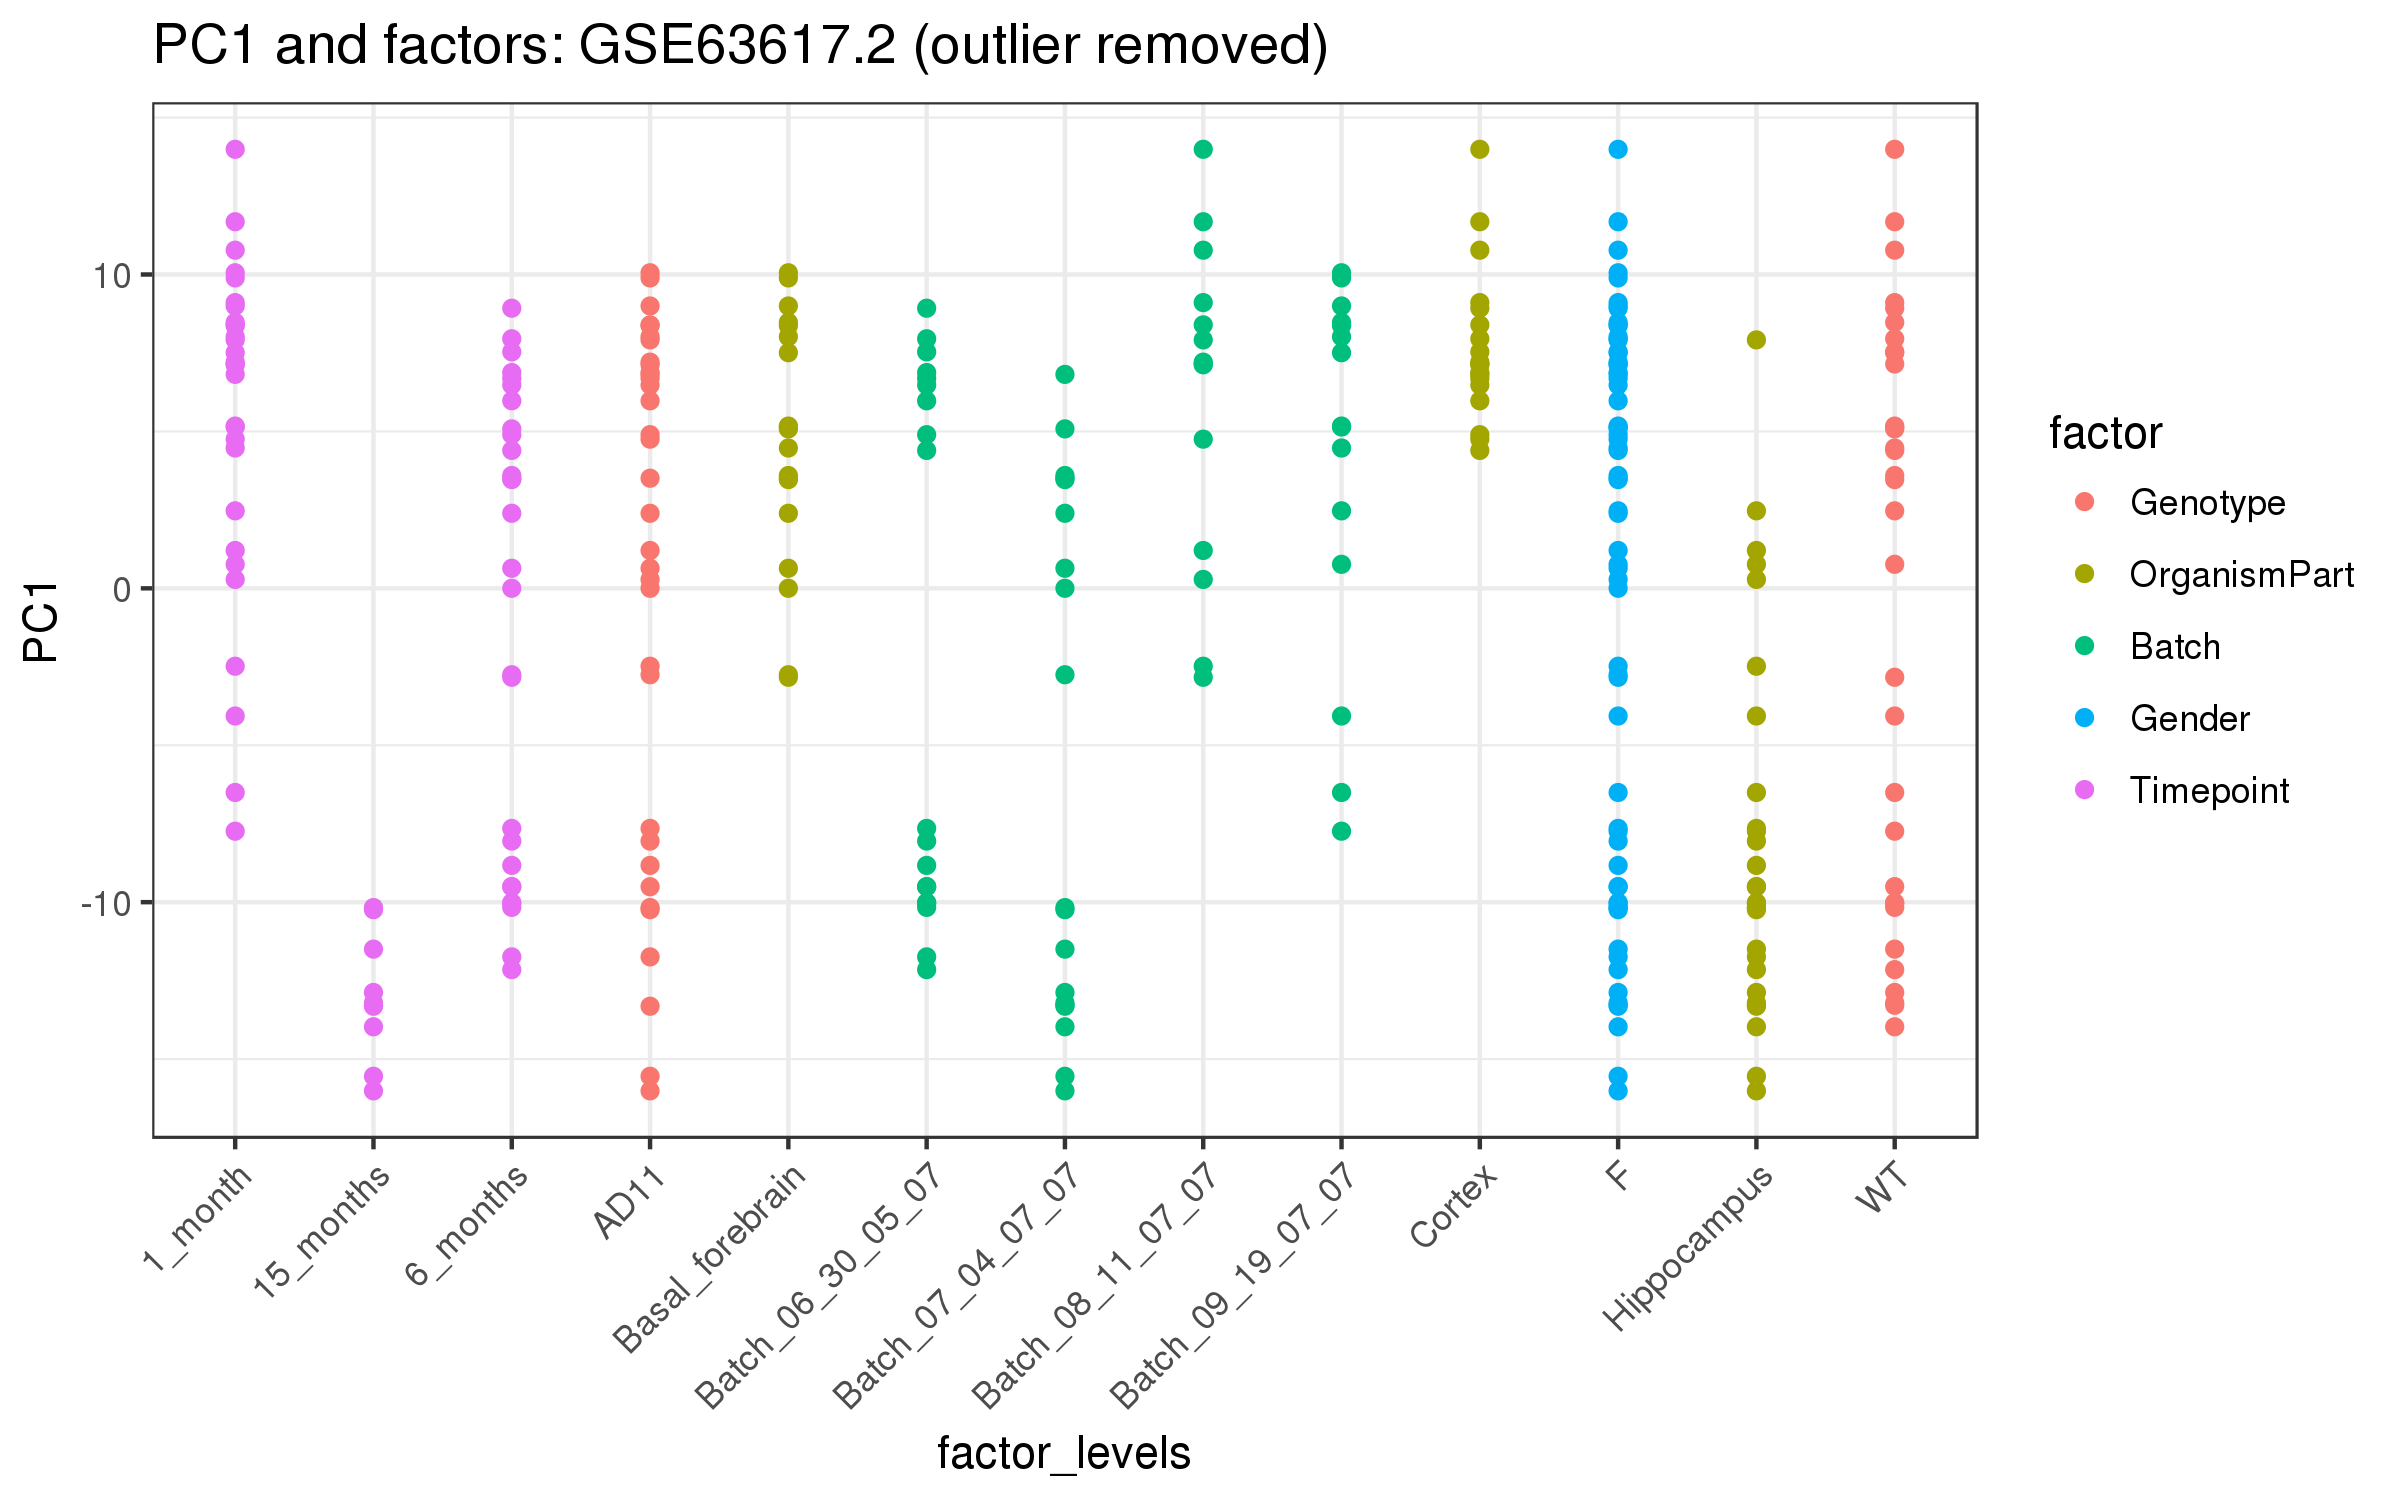 PC1 and factors: GSE63617.2 (outlier removed)
PC1
10
0
-10
1_month
15_months
6_months
AD11
Basal_forebrain
Batch_06_30_05_07
Batch_07_04_07_07
Batch_08_11_07_07
Batch_09_19_07_07
Cortex
F
Hippocampus
WT
factor_levels
factor
Genotype
OrganismPart
Batch
Gender
Timepoint